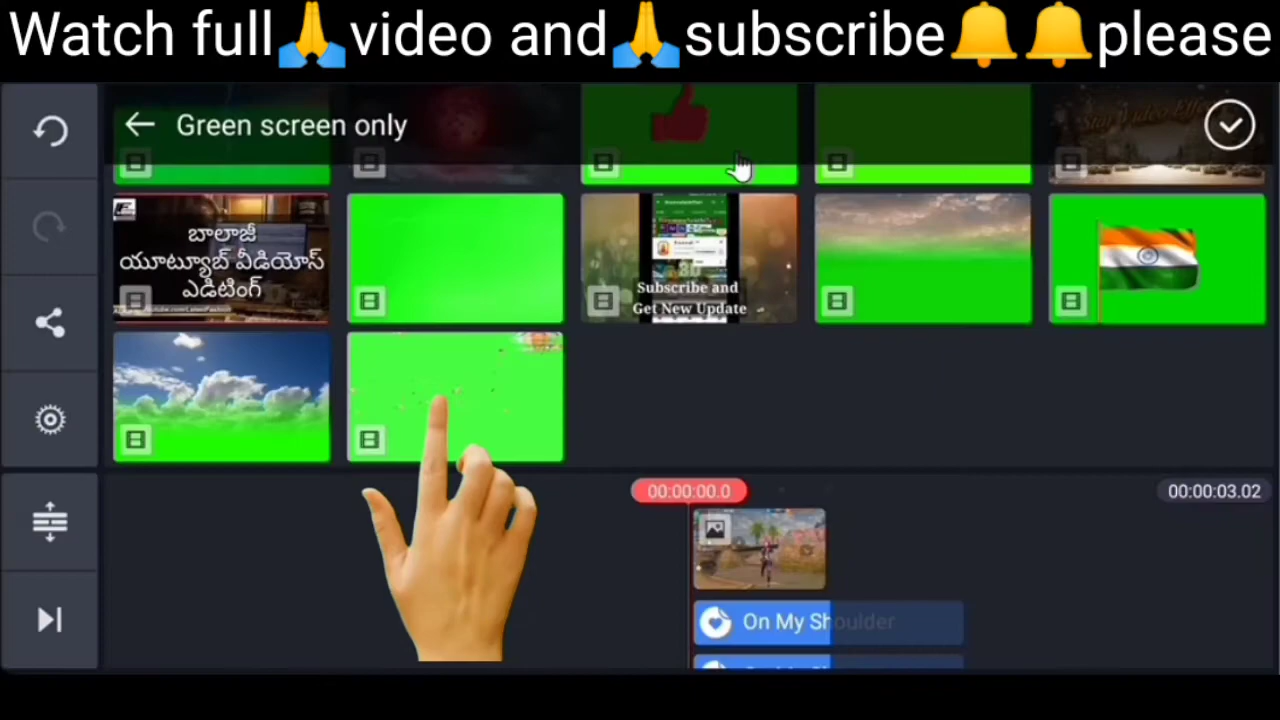 Watch full🙏video and🙏subscribe🔔🔔please
Green screen only
బాలాజీ
యూట్యూబ్ వీడియోస్
ఎడిటింగ్
Subscribe and
Get New Update
00:00:00.0
00:00:03.02
On My Shoulder